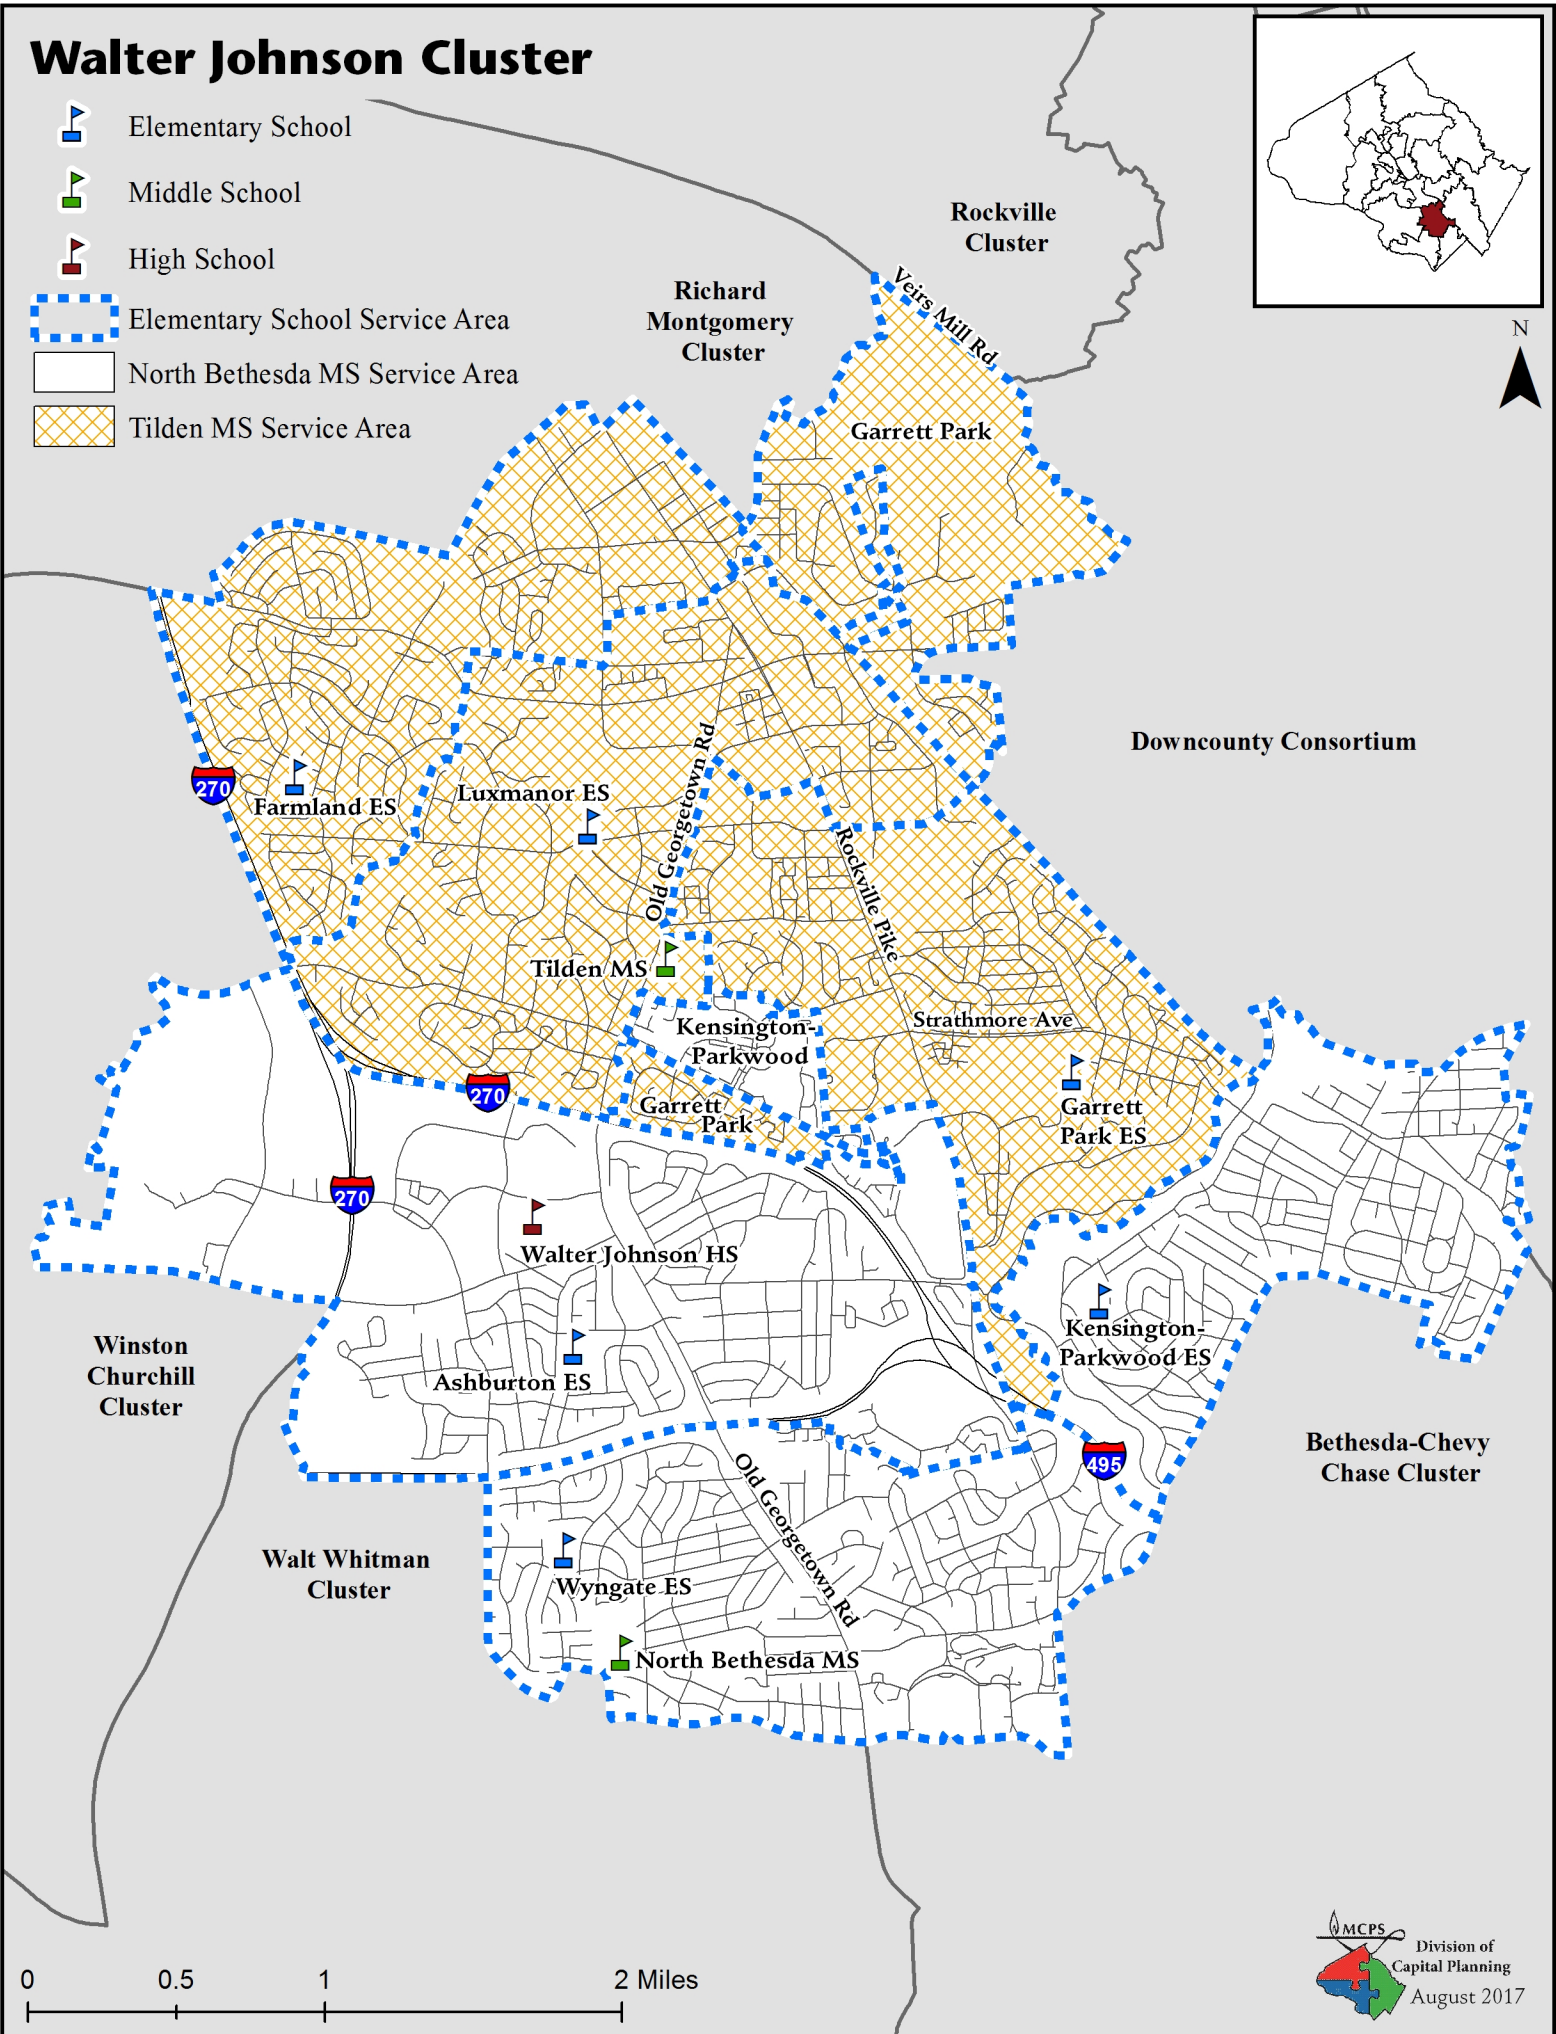 Walter Johnson Cluster
Elementary School
Middle School
High School
Elementary School Service Area
North Bethesda MS Service Area
Tilden MS Service Area
N
Rockville
Cluster
Richard
Montgomery
Cluster
Veirs Mill Rd
Garrett Park
Downcounty Consortium
270
Farmland ES
Luxmanor ES
Old Georgetown Rd
Rockville Pike
Tilden MS
Kensington-
Parkwood
Strathmore Ave
270
Garrett
Park
Garrett
Park ES
270
Walter Johnson HS
Kensington-
Parkwood ES
Winston
Churchill
Cluster
Ashburton ES
495
Bethesda-Chevy
Chase Cluster
Old Georgetown Rd
Walt Whitman
Cluster
Wyngate ES
North Bethesda MS
MCPS
Division of
Capital Planning
August 2017
0 0.5 1 2 Miles